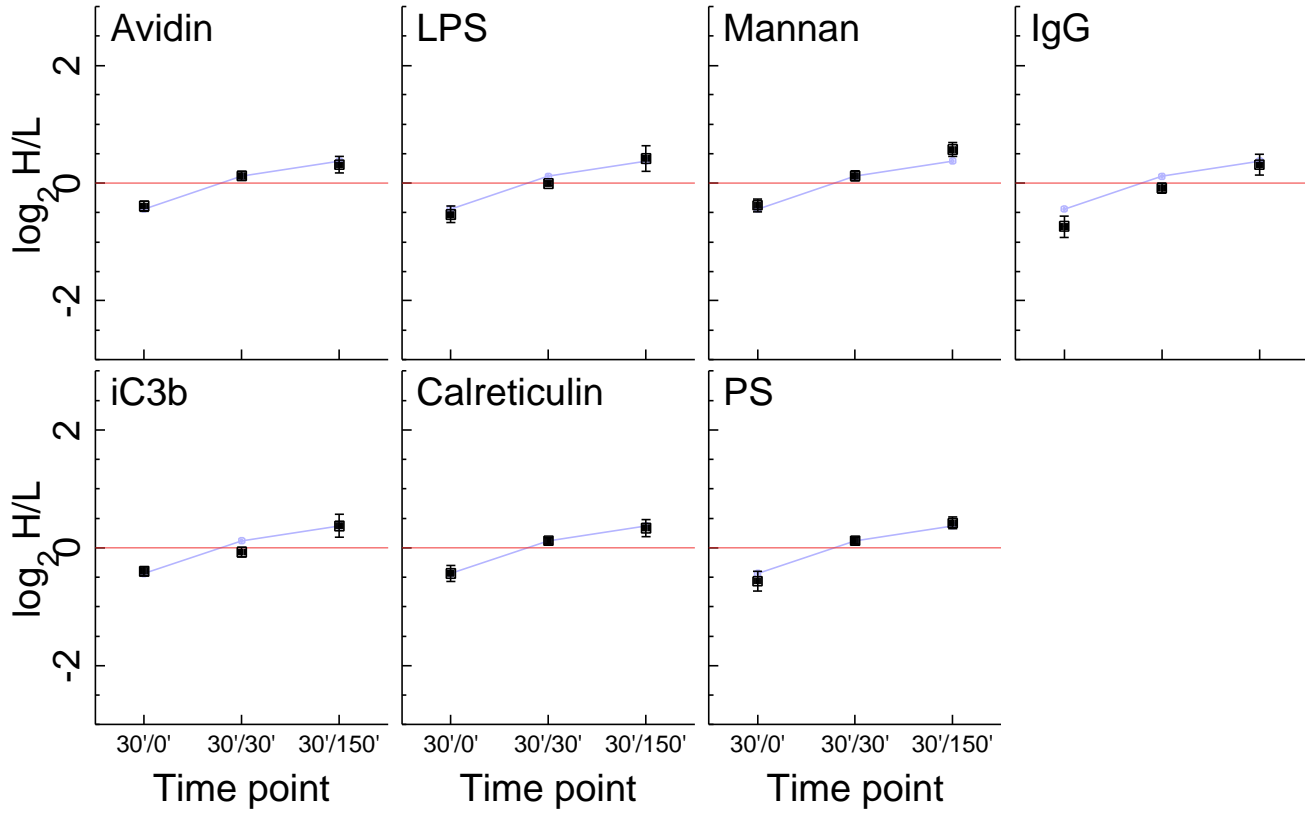 Avidin
LPS
Mannan
IgG
2
0
-2
log2 H/L
iC3b
Calreticulin
PS
2
0
-2
log2 H/L
30'/0' 30'/30' 30'/150'
30'/0' 30'/30' 30'/150'
30'/0' 30'/30' 30'/150'
Time point
Time point
Time point